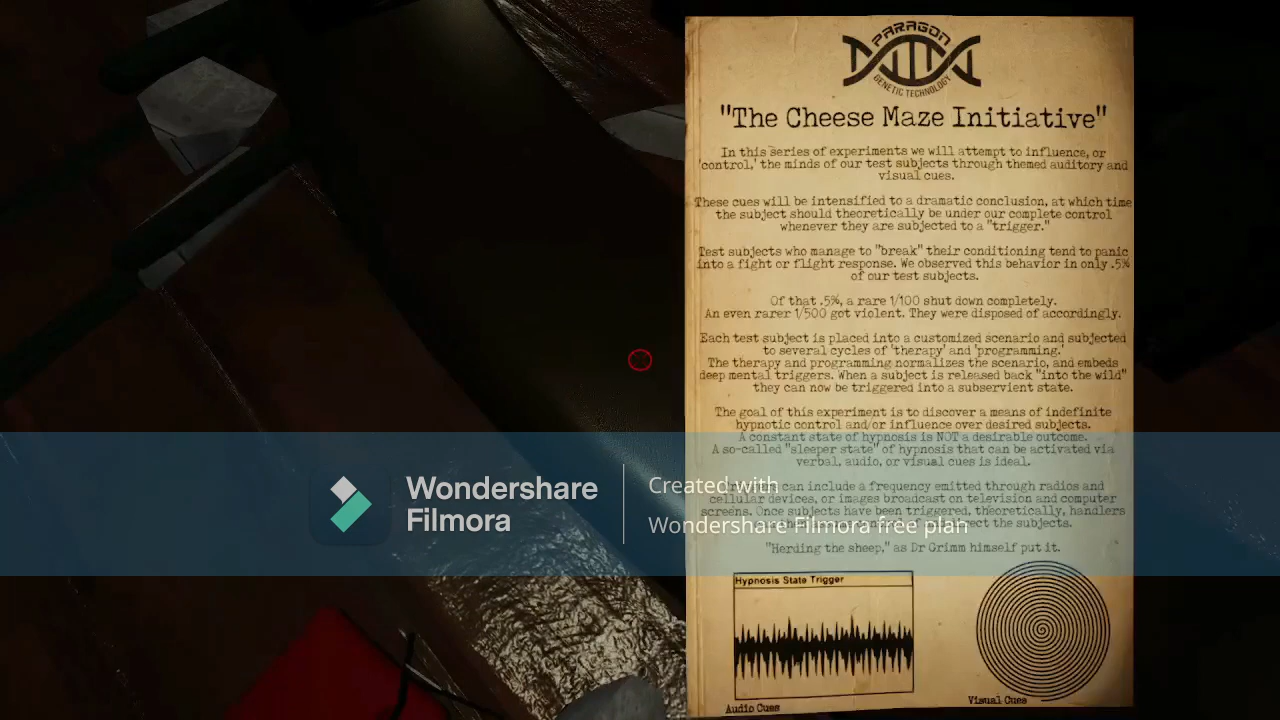 PARAGON
GENETIC TECHNOLOGY
"The Cheese Maze Initiative"
In this series of experiments we will attempt to influence, or
'control,' the minds of our test subjects through themed auditory and
visual cues.
These cues will be intensified to a dramatic conclusion, at which time
the subject should theoretically be under our complete control
whenever they are subjected to a "trigger."
Test subjects who manage to "break" their conditioning tend to panic
into a fight or flight response. We observed this behavior in only .5%
of our test subjects.
Of that .5%, a rare 1/100 shut down completely.
An even rarer 1/500 got violent. They were disposed of accordingly.
Each test subject is placed into a customized scenario and subjected
to several cycles of 'therapy' and 'programming.'
The therapy and programming normalizes the scenario, and embeds
deep mental triggers. When a subject is released back "into the wild"
they can now be triggered into a subservient state.
The goal of this experiment is to discover a means of indefinite
hypnotic control and/or influence over desired subjects.
A constant state of hypnosis is NOT a desirable outcome.
A so-called "sleeper state" of hypnosis that can be activated via
verbal, audio, or visual cues is ideal.
can include a frequency emitted through radios and
cellular devices, or images broadcast on television and computer
screens. Once subjects have been triggered, theoretically, handlers
the subjects.
"Herding the sheep," as Dr Grimm himself put it.
Wondershare
Filmora
Created with
Wondershare Filmora free plan
Hypnosis State Trigger
Audio Cues
Visual Cues